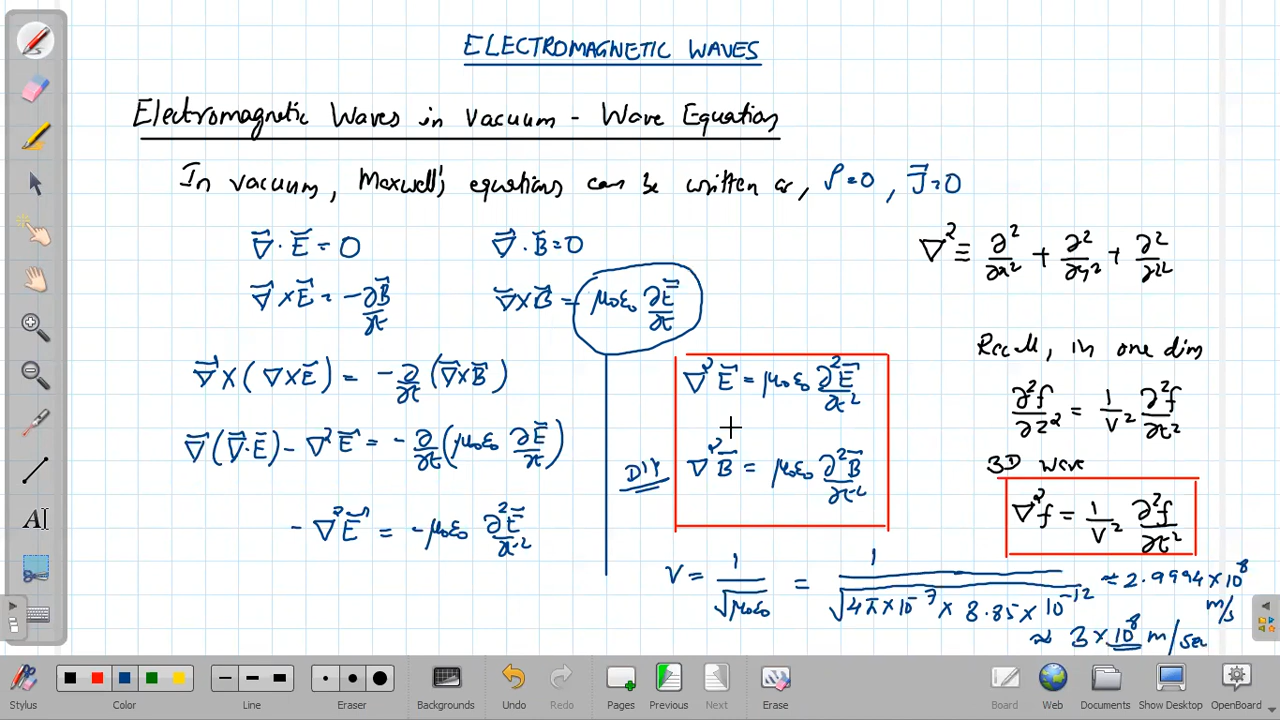 ELECTROMAGNETIC WAVES
Electromagnetic Waves in Vacuum - Wave Equation
In vacuum, Maxwell's equations can be written as, ρ=0, J⃗=0
∇⃗·E⃗ = 0
∇⃗·B⃗=0
∇⃗×E⃗ = -∂B⃗/∂t
∇⃗×B⃗ = μ₀ε₀ ∂E⃗/∂t
∇⃗×(∇×E⃗) = -∂/∂t (∇⃗×B⃗)
∇⃗(∇⃗·E⃗) - ∇²E⃗ = -∂/∂t (μ₀ε₀ ∂E⃗/∂t)
-∇²E⃗ = -μ₀ε₀ ∂²E⃗/∂t²
∇²E⃗ = μ₀ε₀ ∂²E⃗/∂t²
DIY
∇²B⃗ = μ₀ε₀ ∂²B⃗/∂t²
V = 1/√μ₀ε₀ = 1/√4π×10⁻⁷ × 8.85×10⁻¹² ≈ 2.9994×10⁸
m/s
≈ 3×10⁸ m/sec
∇² ≡ ∂²/∂x² + ∂²/∂y² + ∂²/∂z²
Recall, in one dim
∂²f/∂z² = 1/V² ∂²f/∂t²
3D wave
∇²f = 1/V² ∂²f/∂t²
Stylus
Color
Line
Eraser
Backgrounds
Undo
Redo
Pages
Previous
Next
Erase
Board
Web
Documents
Show Desktop
OpenBoard